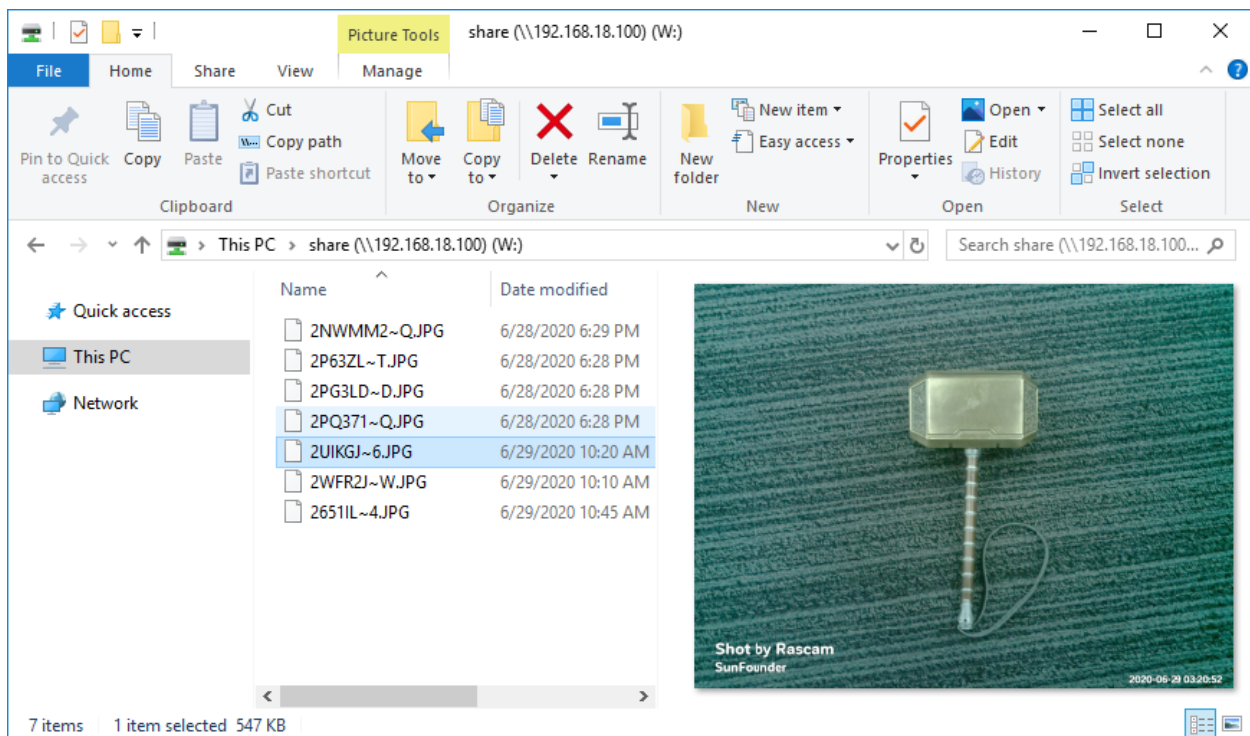 Picture Tools share (\\192.168.18.100) (W:)
File Home Share View Manage
Pin to Quick access
Copy
Paste
Cut
Copy path
Paste shortcut
Clipboard
Move to
Copy to
Delete
Rename
Organize
New folder
New item
Easy access
New
Properties
Open
Edit
History
Open
Select all
Select none
Invert selection
Select
This PC > share (\\192.168.18.100) (W:)
Search share (\\192.168.18.100...
Quick access
This PC
Network
Name Date modified
2NWMM2~Q.JPG 6/28/2020 6:29 PM
2P63ZL~T.JPG 6/28/2020 6:28 PM
2PG3LD~D.JPG 6/28/2020 6:28 PM
2PQ371~Q.JPG 6/28/2020 6:28 PM
2UIKGJ~6.JPG 6/29/2020 10:20 AM
2WFR2J~W.JPG 6/29/2020 10:10 AM
2651IL~4.JPG 6/29/2020 10:45 AM
Shot by Rascam
SunFounder
2020-06-29 03:20:52
7 items 1 item selected 547 KB